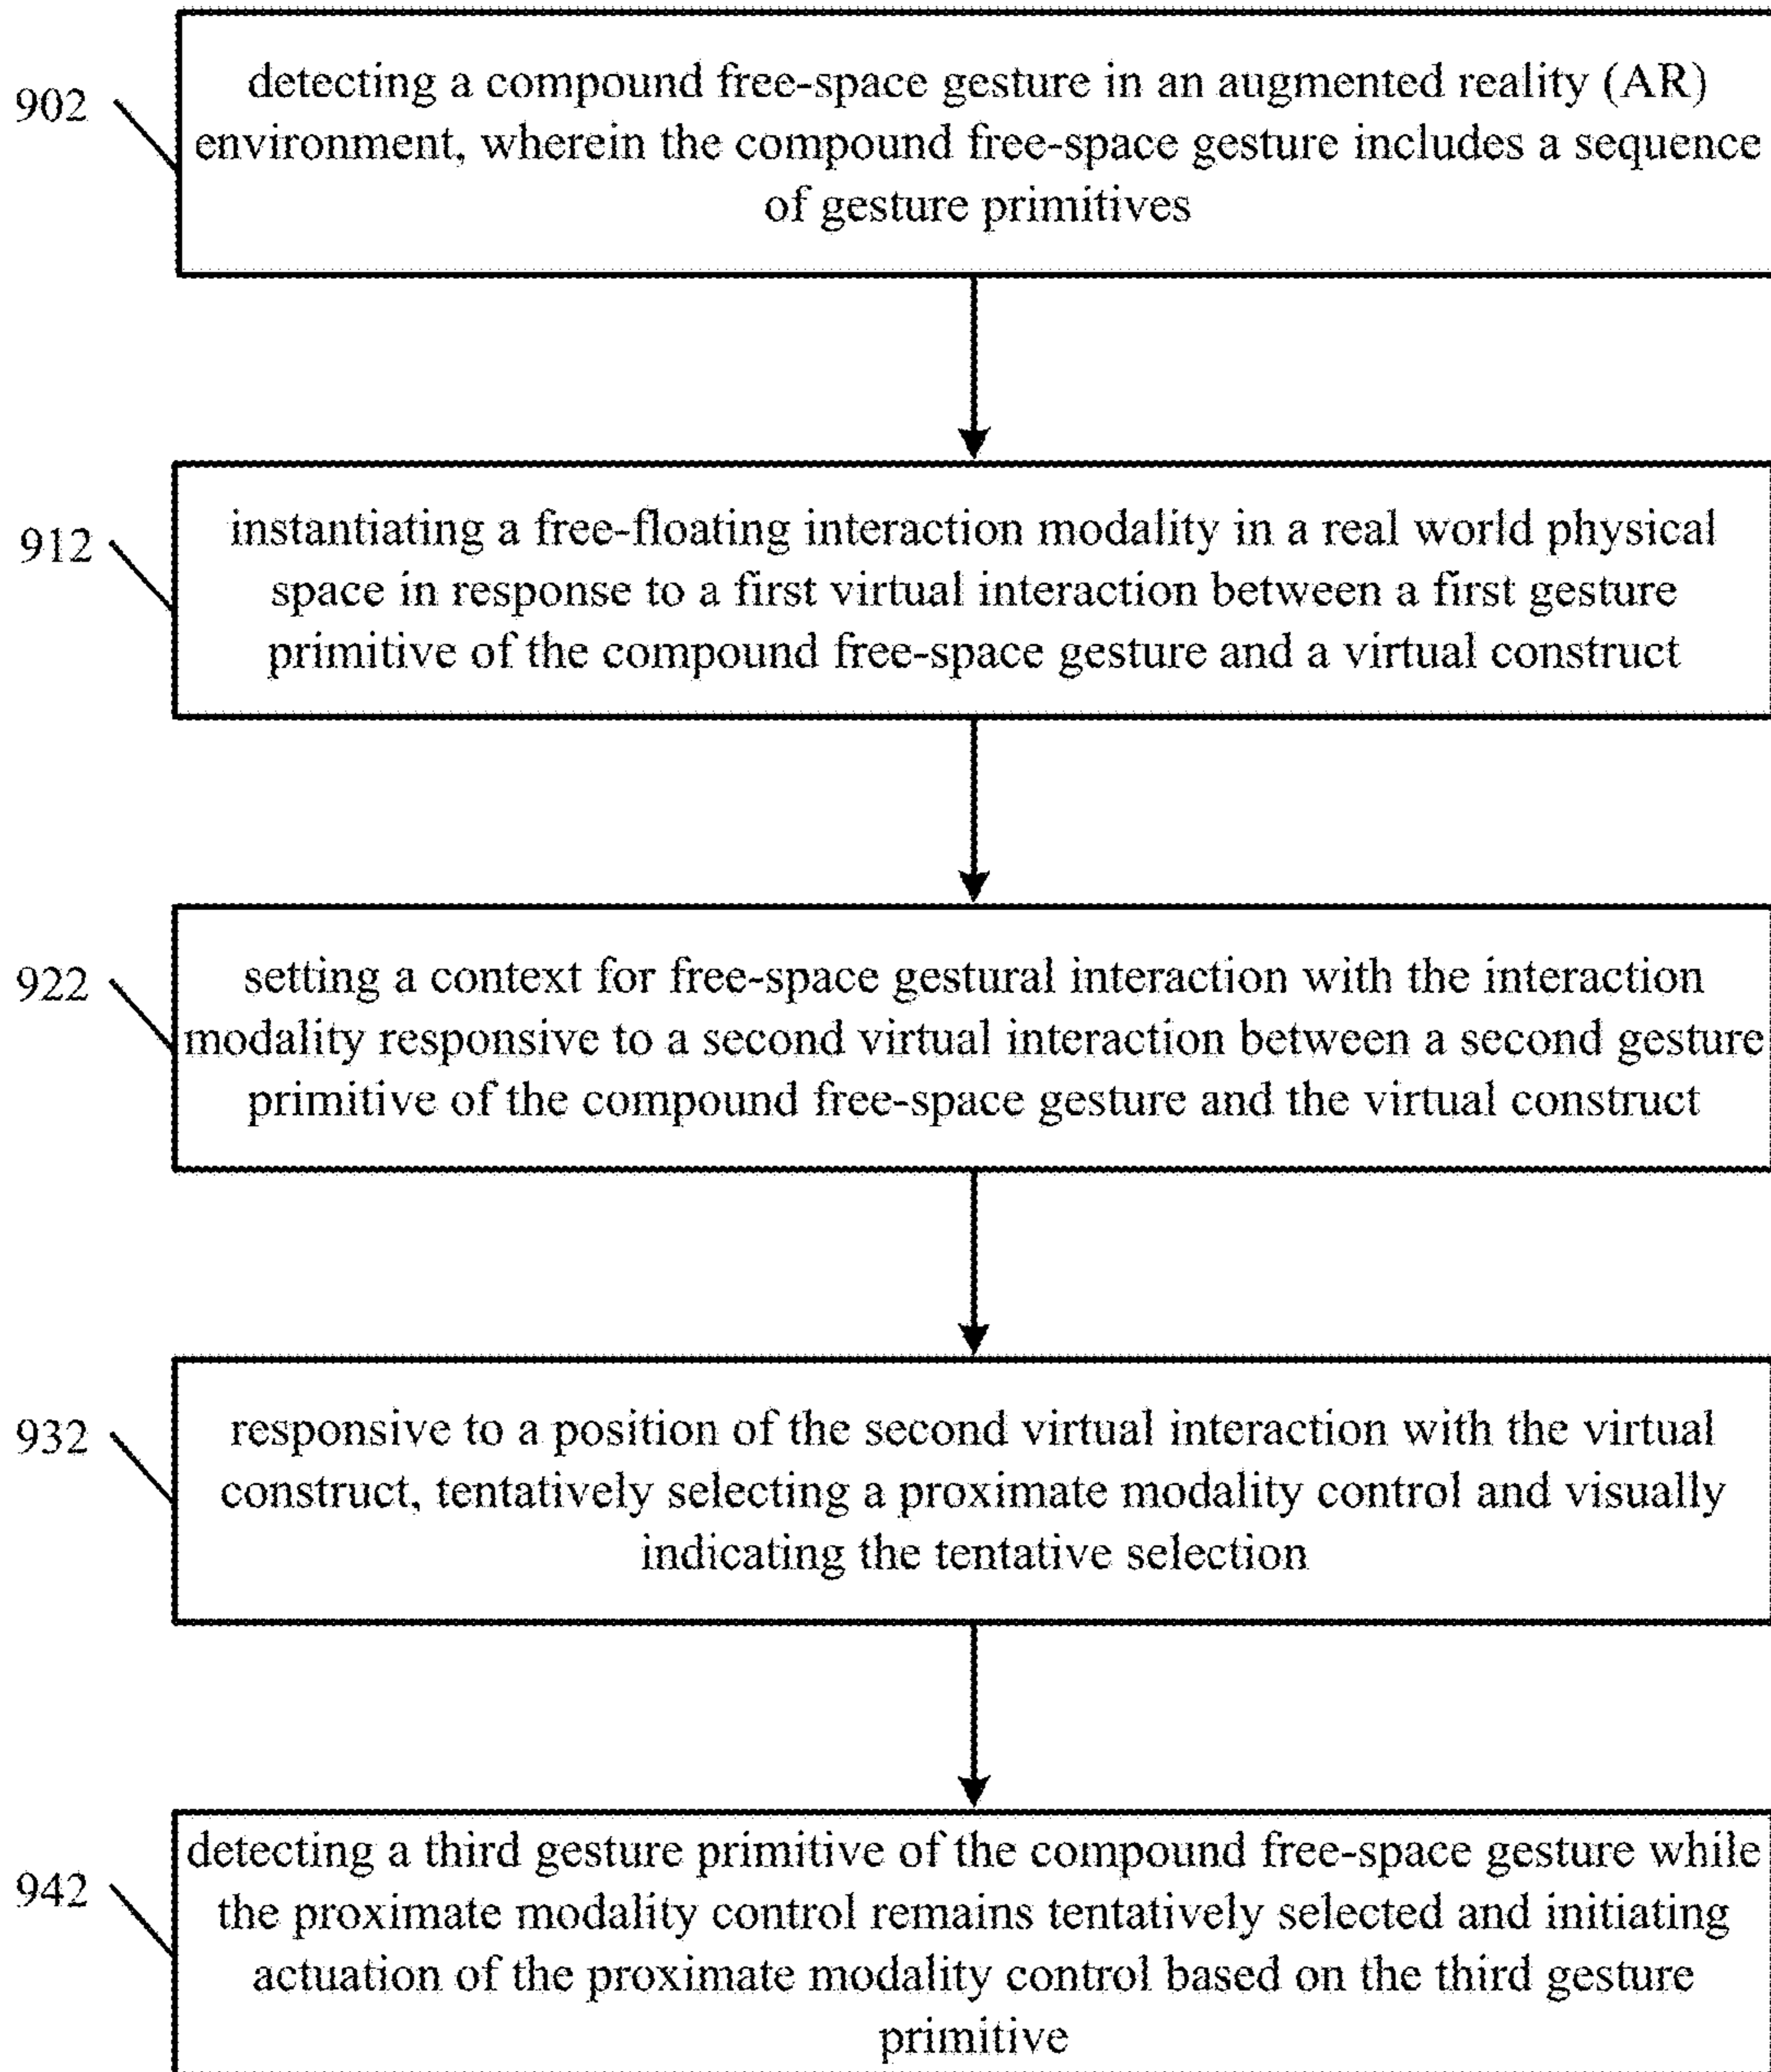 902
detecting a compound free-space gesture in an augmented reality (AR)
environment, wherein the compound free-space gesture includes a sequence
of gesture primitives
912
instantiating a free-floating interaction modality in a real world physical
space in response to a first virtual interaction between a first gesture
primitive of the compound free-space gesture and a virtual construct
922
setting a context for free-space gestural interaction with the interaction
modality responsive to a second virtual interaction between a second gesture
primitive of the compound free-space gesture and the virtual construct
932
responsive to a position of the second virtual interaction with the virtual
construct, tentatively selecting a proximate modality control and visually
indicating the tentative selection
942
detecting a third gesture primitive of the compound free-space gesture while
the proximate modality control remains tentatively selected and initiating
actuation of the proximate modality control based on the third gesture
primitive